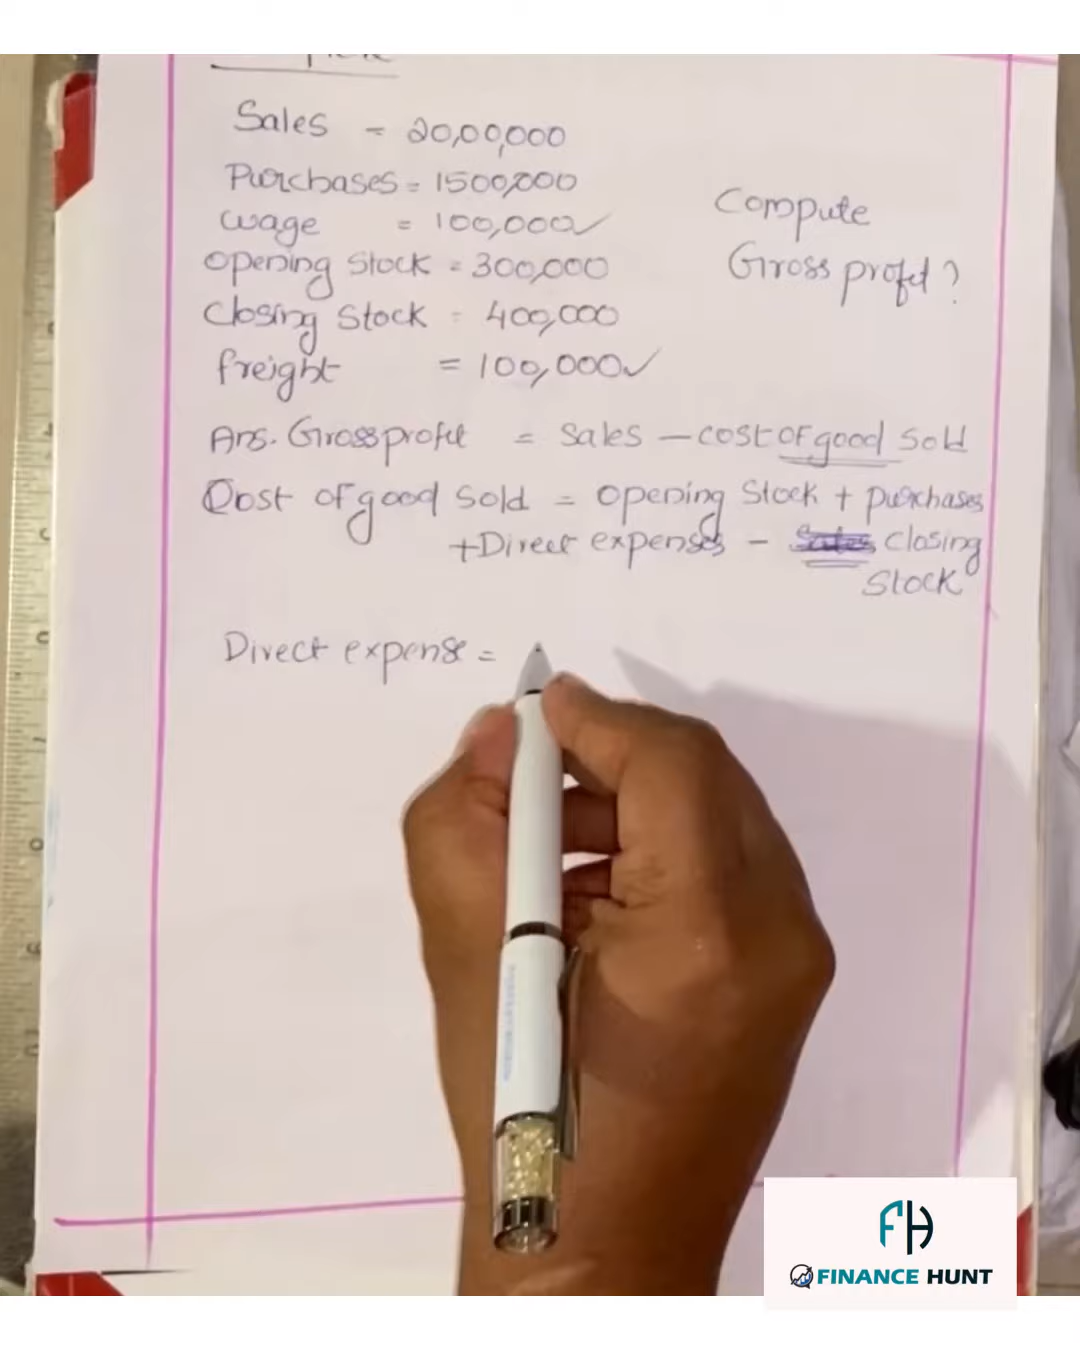 Sales = 20,00,000
Purchases = 1500,000
wage = 100,000✓
opening Stock = 300,000
Closing Stock = 400,000
freight = 100,000✓
Compute
Gross profit ?
Ans. Gross profit = Sales — cost of good sold
Cost of good Sold = opening Stock + purchases
+ Direct expenses — closing
Stock
Direct expense =
FH
FINANCE HUNT